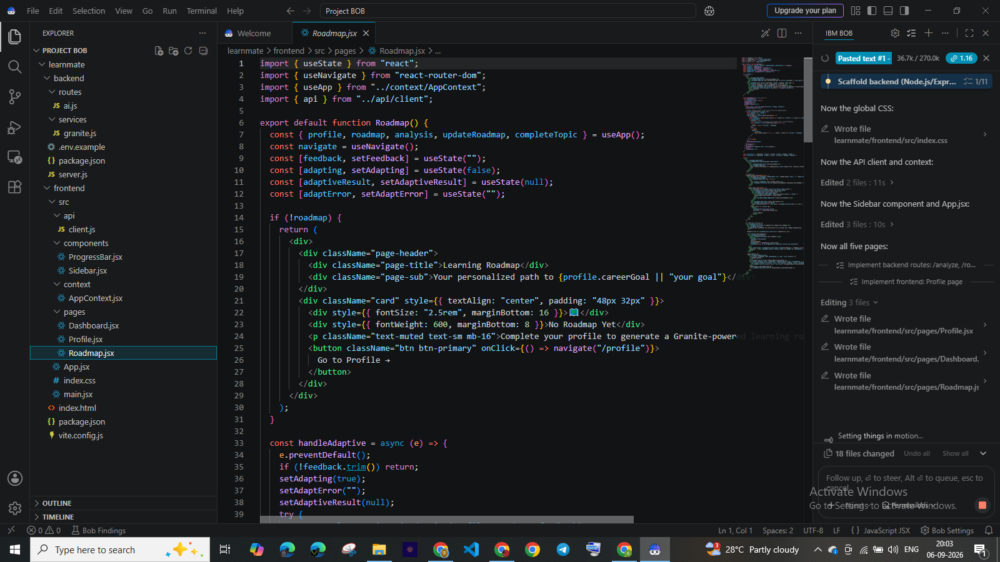 File Edit Selection View Go Run Terminal Help
Project BOB
Upgrade your plan
EXPLORER
PROJECT BOB
learnmate
backend
routes
JS ai.js
services
JS granite.js
.env.example
{} package.json
JS server.js
frontend
src
api
JS client.js
components
ProgressBar.jsx
Sidebar.jsx
context
AppContext.jsx
pages
Dashboard.jsx
Profile.jsx
Roadmap.jsx
App.jsx
# index.css
main.jsx
<> index.html
{} package.json
vite.config.js
OUTLINE
TIMELINE
Welcome
Roadmap.jsx
learnmate > frontend > src > pages > Roadmap.jsx > ...
1 import { useState } from "react";
2 import { useNavigate } from "react-router-dom";
3 import { useApp } from "../context/AppContext";
4 import { api } from "../api/client";
5
6 export default function Roadmap() {
7 const { profile, roadmap, analysis, updateRoadmap, completeTopic } = useApp();
8 const navigate = useNavigate();
9 const [feedback, setFeedback] = useState("");
10 const [adapting, setAdapting] = useState(false);
11 const [adaptiveResult, setAdaptiveResult] = useState(null);
12 const [adaptError, setAdaptError] = useState("");
13
14 if (!roadmap) {
15 return (
16 <div>
17 <div className="page-header">
18 <div className="page-title">Learning Roadmap</div>
19 <div className="page-sub">Your personalized path to {profile.careerGoal || "your goal"}</div>
20 </div>
21 <div className="card" style={{ textAlign: "center", padding: "48px 32px" }}>
22 <div style={{ fontSize: "2.5rem", marginBottom: 16 }}>🗺️</div>
23 <div style={{ fontWeight: 600, marginBottom: 8 }}>No Roadmap Yet</div>
24 <p className="text-muted text-sm mb-16">Complete your profile to generate a Granite-powered learning ro
25 <button className="btn btn-primary" onClick={() => navigate("/profile")}>
26 Go to Profile →
27 </button>
28 </div>
29 </div>
30 );
31 }
32
33 const handleAdaptive = async (e) => {
34 e.preventDefault();
35 if (!feedback.trim()) return;
36 setAdapting(true);
37 setAdaptError("");
38 setAdaptiveResult(null);
39 try {
IBM BOB
Pasted text #1 - 36.7k / 270.0k 1.16
Scaffold backend (Node.js/Expr... 1/11
Now the global CSS:
Wrote file
learnmate/frontend/src/index.css
Now the API client and context:
Edited 2 files : 11s
Now the Sidebar component and App.jsx:
Edited 3 files : 10s
Now all five pages:
Implement backend routes: /analyze, /ro...
Implement frontend: Profile page
Editing 3 files
Wrote file
learnmate/frontend/src/pages/Profile.jsx
Wrote file
learnmate/frontend/src/pages/Dashboard.
Wrote file
learnmate/frontend/src/pages/Roadmap.js
Setting things in motion...
18 files changed Undo all Show all
Follow up, ⏎ to steer, Alt ⏎ to queue, esc to
cancel
Activate Windows
Go to Settings to Activate Windows.
Permissions
0 0 Bob Findings
Ln 1, Col 1 Spaces: 2 UTF-8 LF {} JavaScript JSX Bob Settings
Type here to search
3
28°C Partly cloudy
ENG
20:03
06-09-2026
1